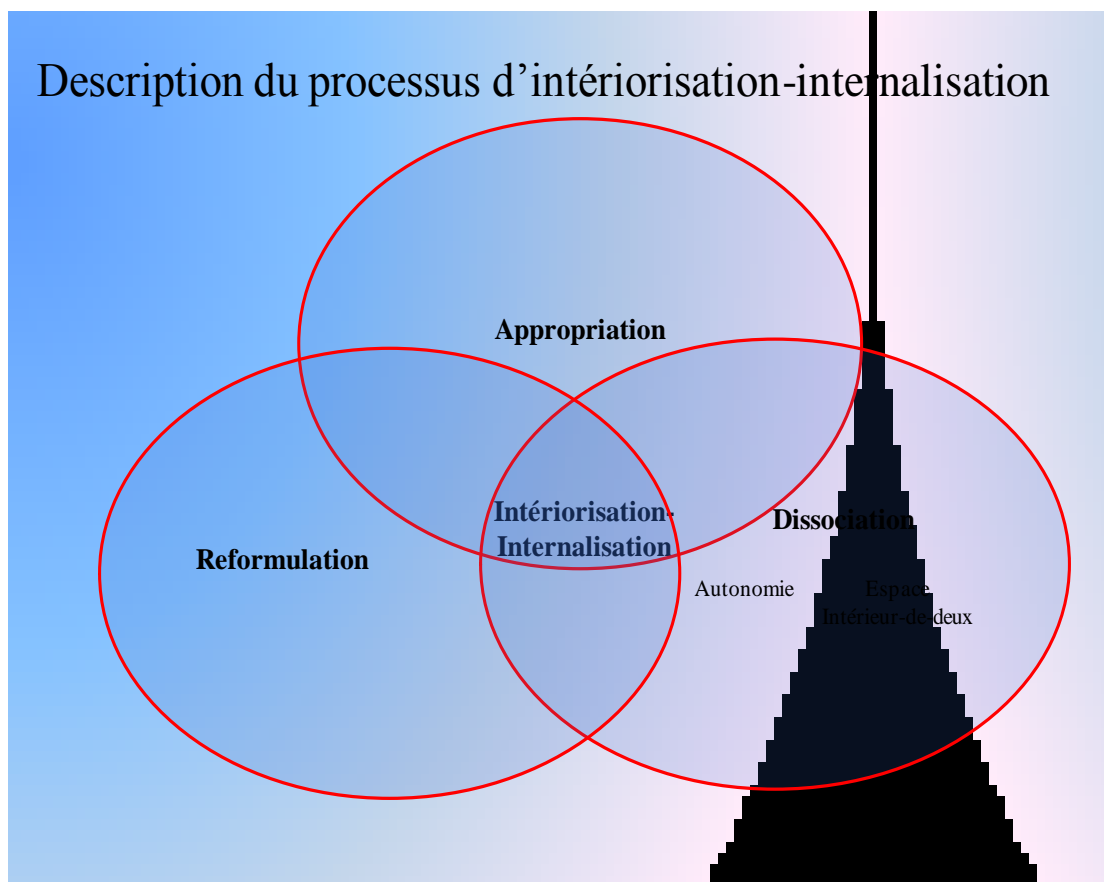 Description du processus d’intériorisation-internalisation
Appropriation
Intériorisation-
Internalisation
Reformulation
Dissociation
Autonomie
Espace
Intérieur-de-deux